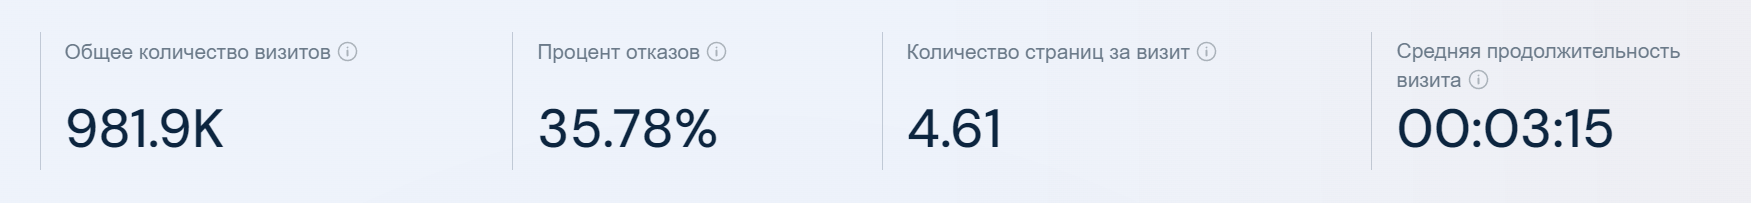 Общее количество визитов
981.9K
Процент отказов
35.78%
Количество страниц за визит
4.61
Средняя продолжительность
визита
00:03:15